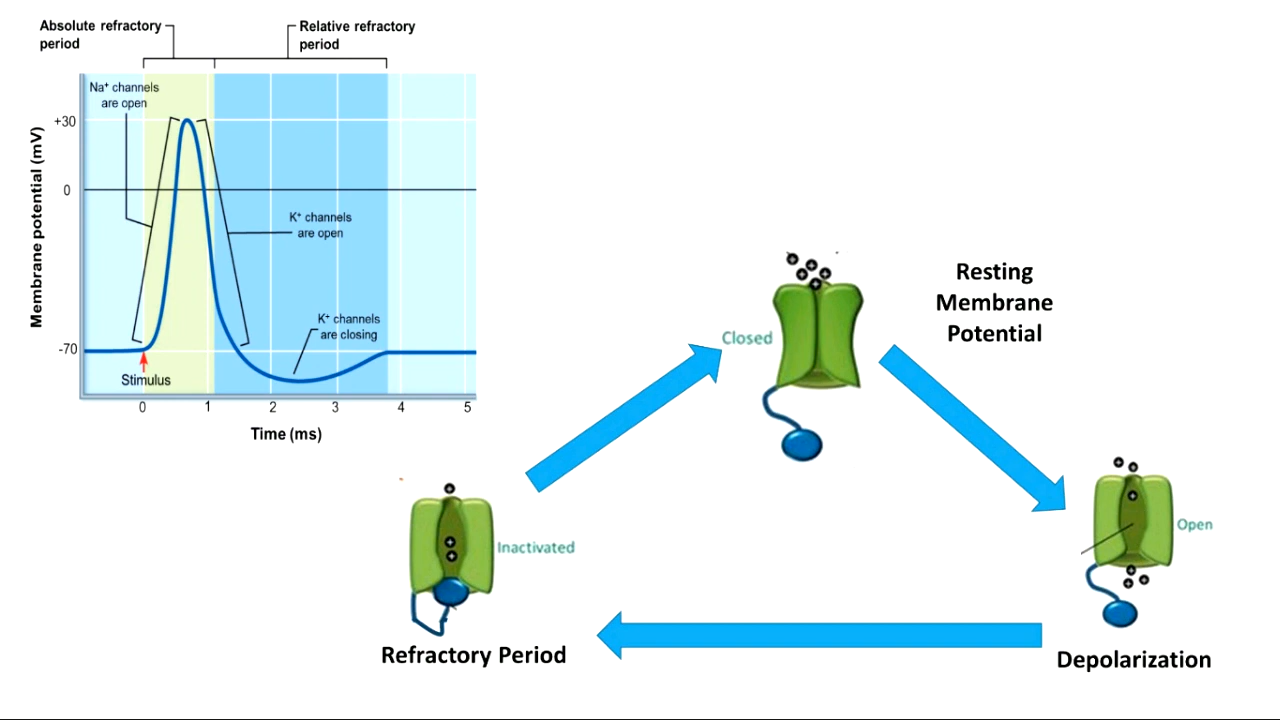 Absolute refractory
period
Relative refractory
period
Na⁺ channels
are open
+30
0
-70
Membrane potential (mV)
K⁺ channels
are open
K⁺ channels
are closing
Stimulus
0 1 2 3 4 5
Time (ms)
Closed
Resting
Membrane
Potential
Open
Depolarization
Inactivated
Refractory Period